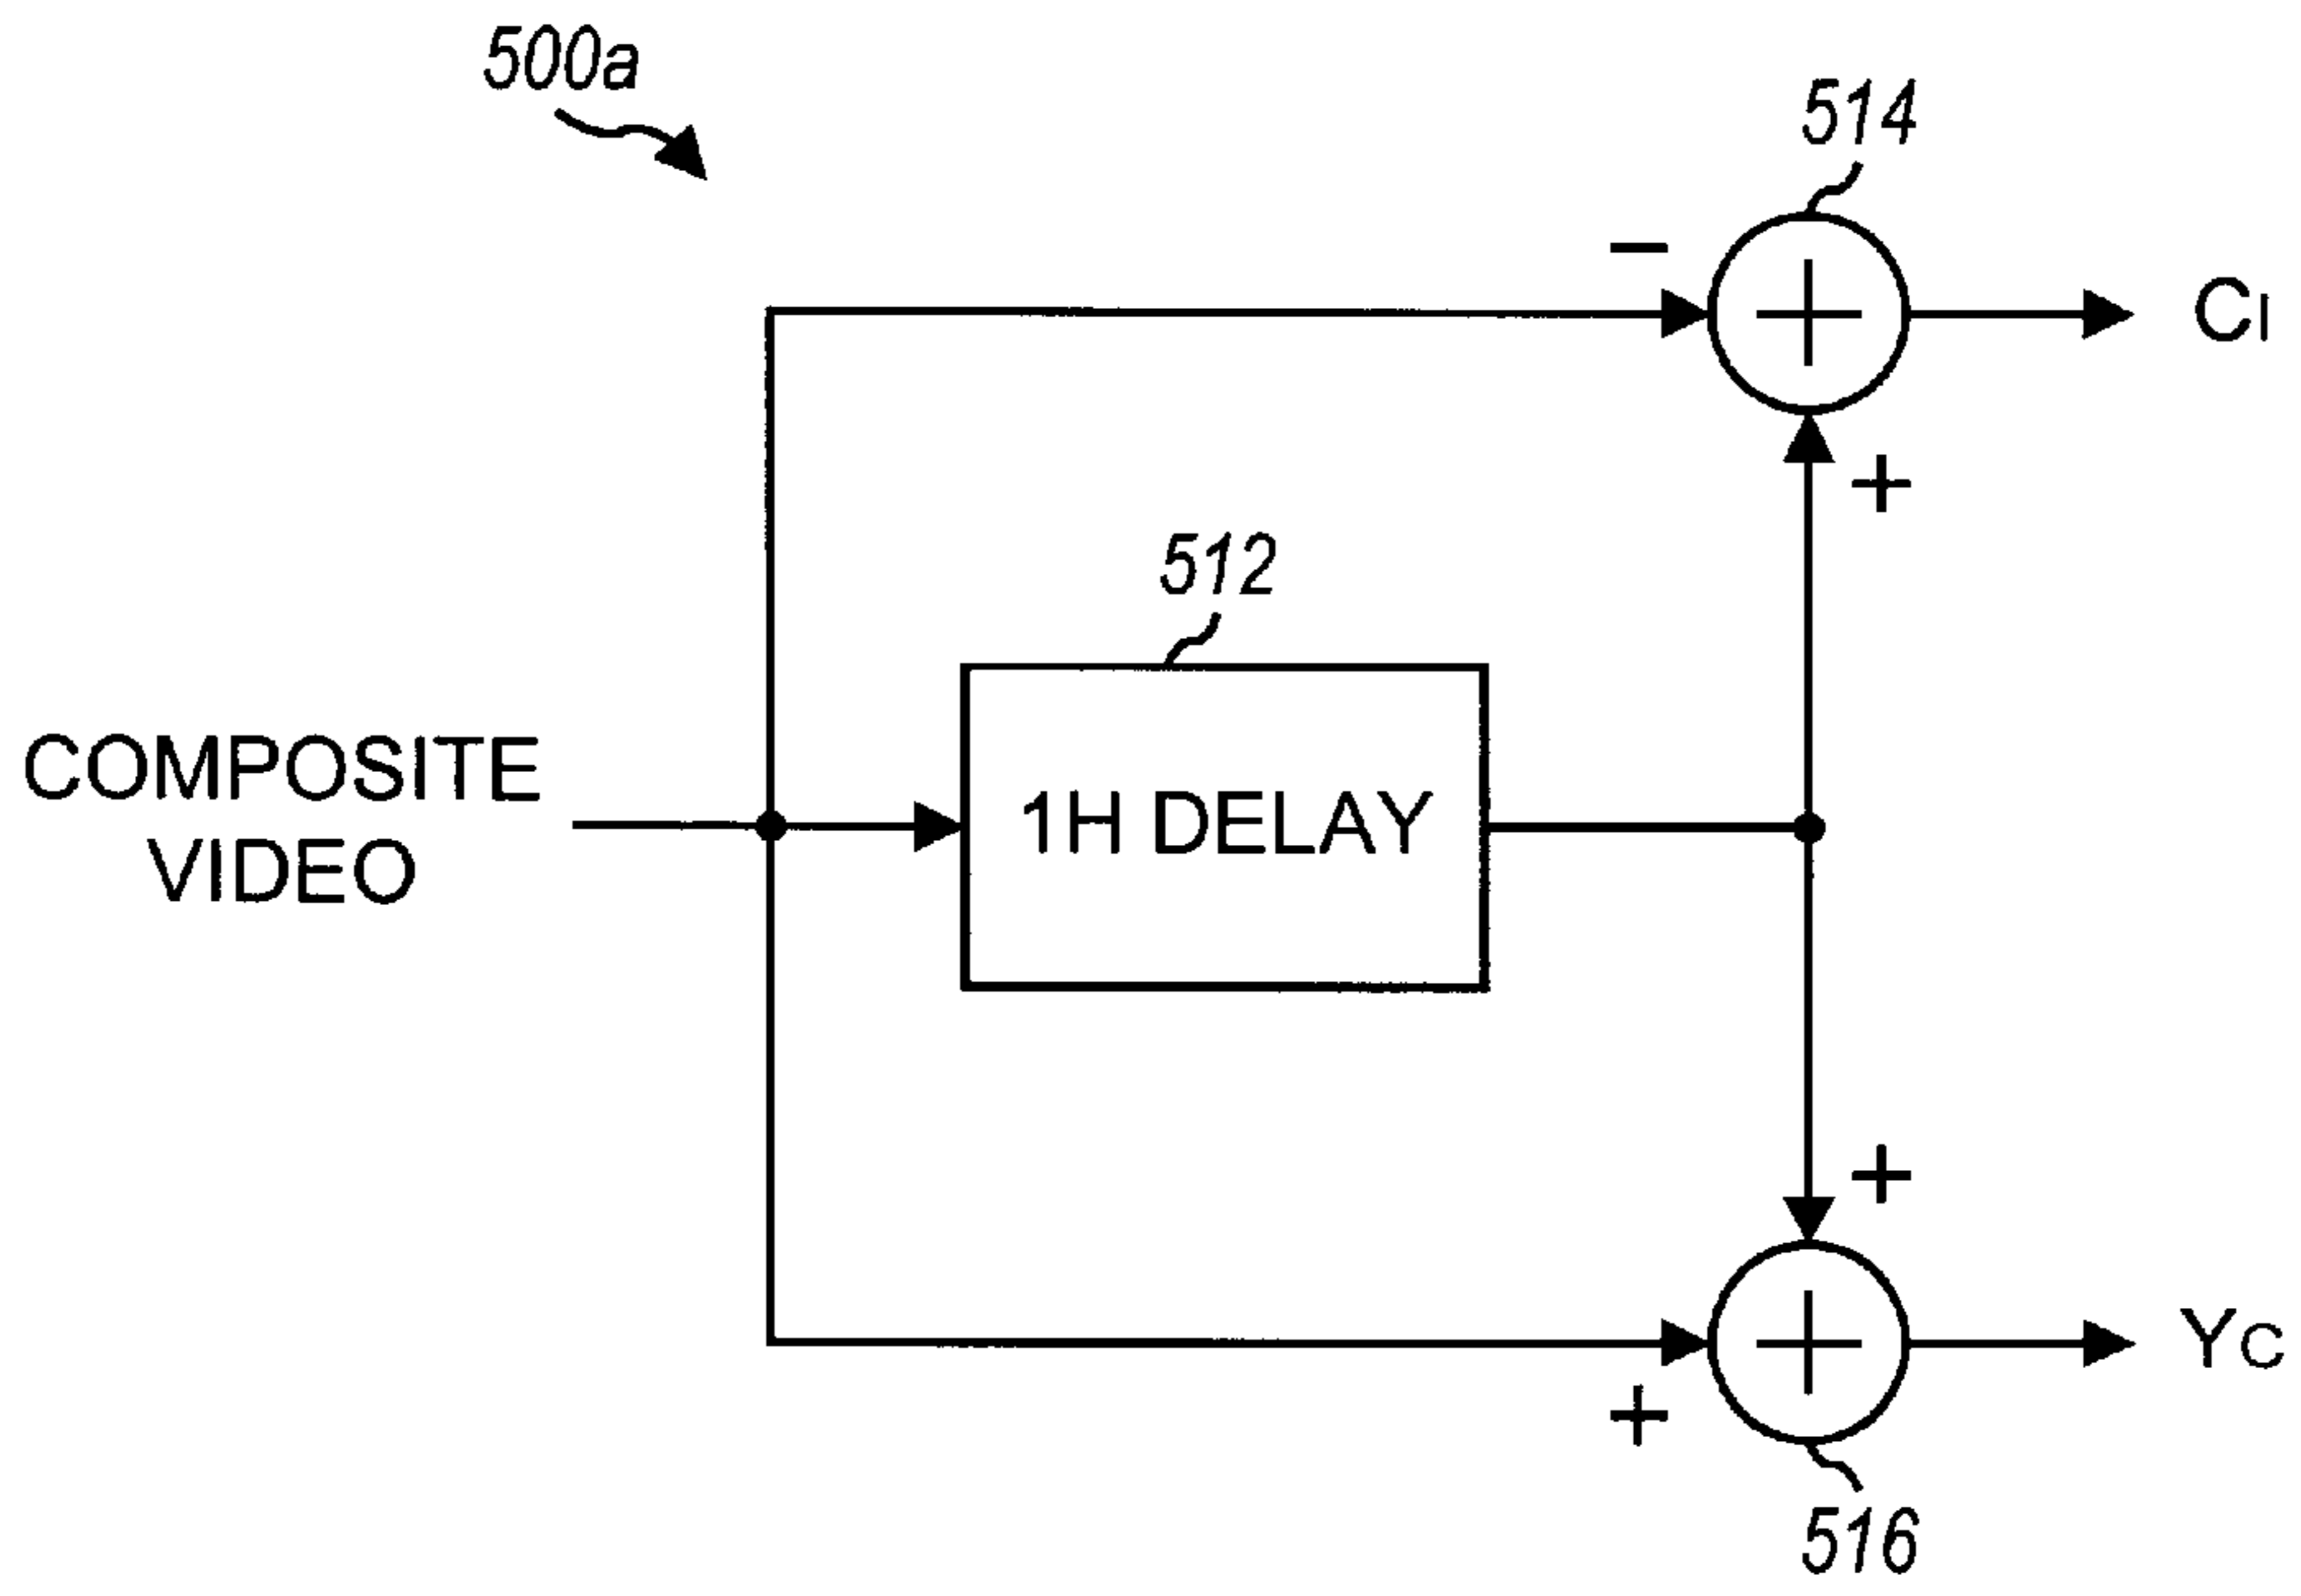 500a
514
−
CI
+
512
COMPOSITE
VIDEO
1H DELAY
+
+
YC
516